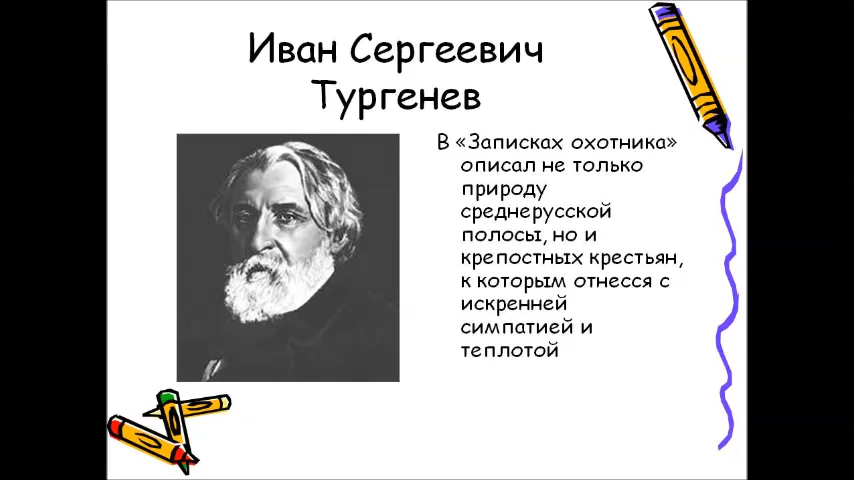 Иван Сергеевич
Тургенев
В «Записках охотника»
описал не только
природу
среднерусской
полосы, но и
крепостных крестьян,
к которым отнесся с
искренней
симпатией и
теплотой